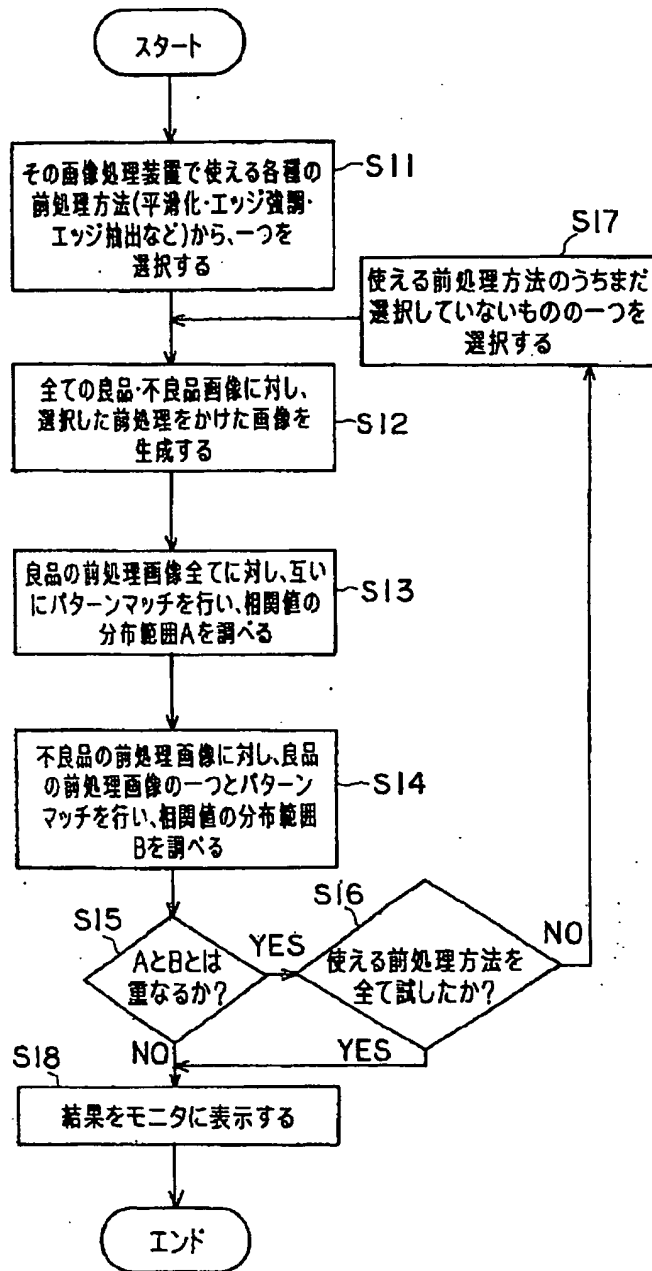 スタート
その画像処理装置で使える各種の
前処理方法(平滑化・エッジ強調・
エッジ抽出など)から、一つを
選択する
S11
S17
使える前処理方法のうちまだ
選択していないものの一つを
選択する
全ての良品・不良品画像に対し、
選択した前処理をかけた画像を
生成する
S12
良品の前処理画像全てに対し、互い
にパターンマッチを行い、相関値の
分布範囲Aを調べる
S13
不良品の前処理画像に対し、良品
の前処理画像の一つとパターン
マッチを行い、相関値の分布範囲
Bを調べる
S14
S15
AとBとは
重なるか?
YES
S16
使える前処理方法を
全て試したか?
NO
NO
YES
S18
結果をモニタに表示する
エンド